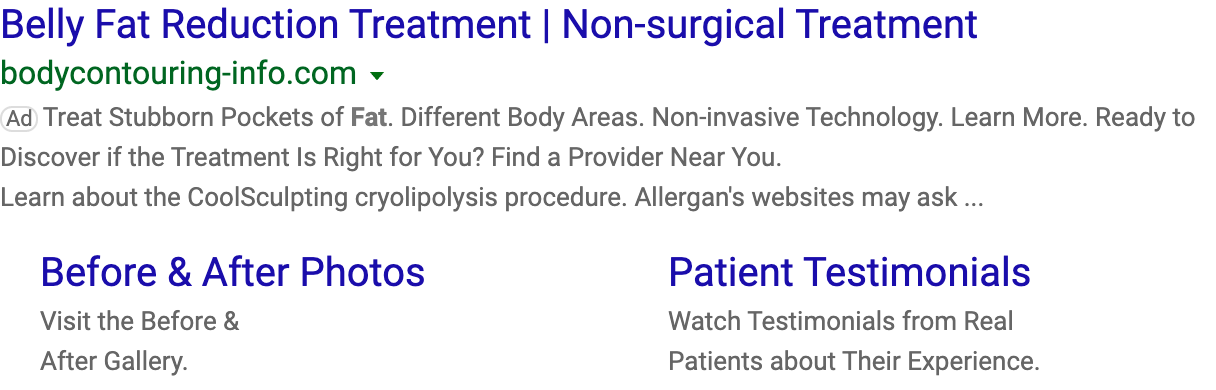 Belly Fat Reduction Treatment | Non-surgical Treatment
bodycontouring-info.com
Ad Treat Stubborn Pockets of Fat. Different Body Areas. Non-invasive Technology. Learn More. Ready to
Discover if the Treatment Is Right for You? Find a Provider Near You.
Learn about the CoolSculpting cryolipolysis procedure. Allergan's websites may ask ...
Before & After Photos
Visit the Before &
After Gallery.
Patient Testimonials
Watch Testimonials from Real
Patients about Their Experience.